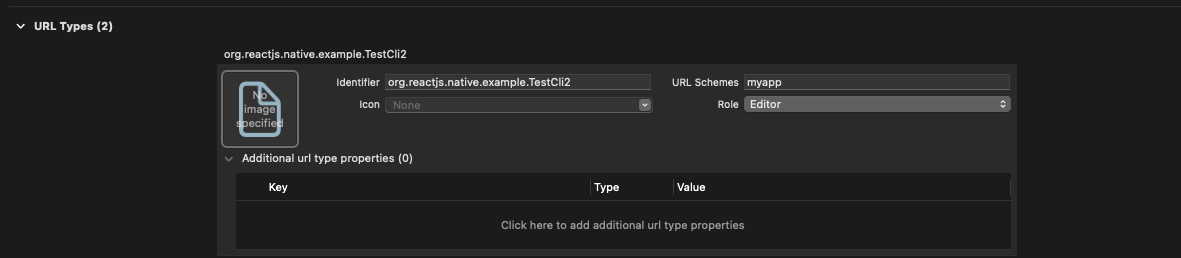 URL Types (2)
org.reactjs.native.example.TestCli2
No image specified
Identifier org.reactjs.native.example.TestCli2 URL Schemes myapp
Icon None Role Editor
Additional url type properties (0)
Key Type Value
Click here to add additional url type properties